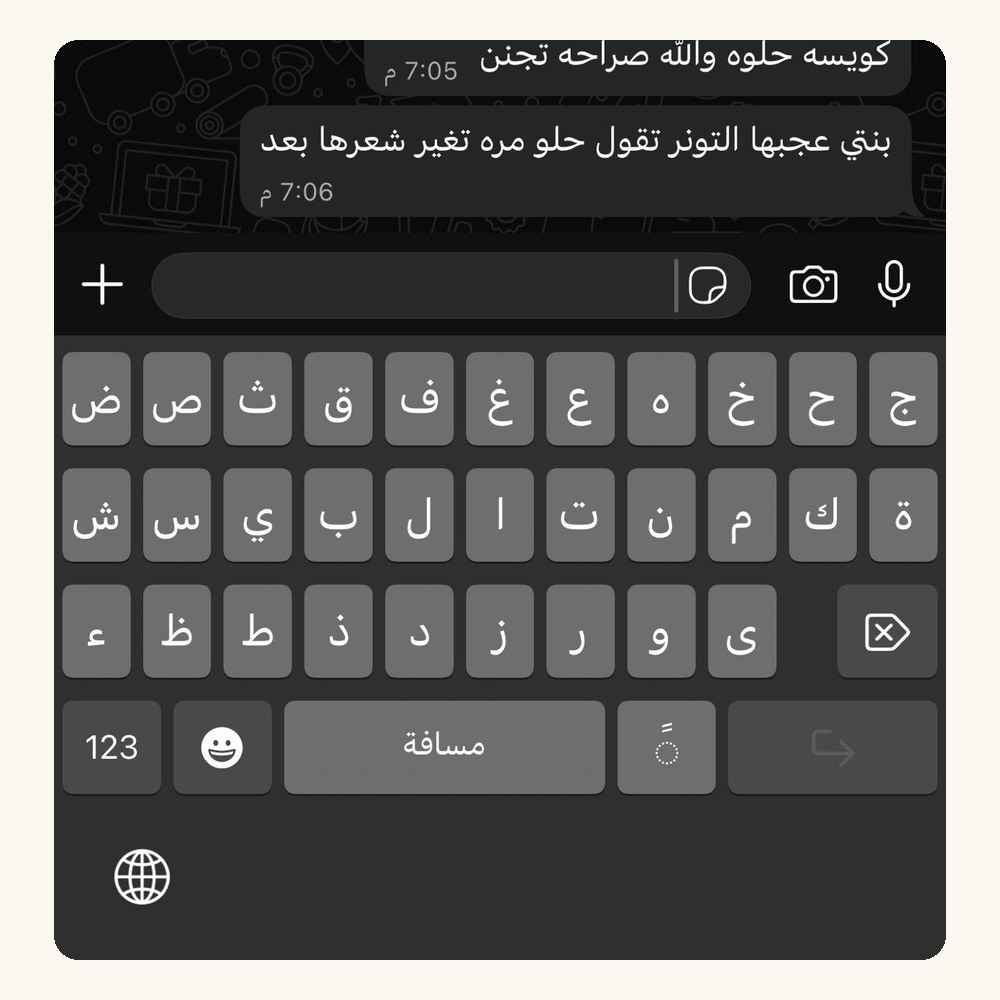 كويسه حلوه والله صراحه تجنن
7:05 م
بنتي عجبها التونر تقول حلو مره تغير شعرها بعد
7:06 م
ض ص ث ق ف غ ع ه خ ح ج
ش س ي ب ل ا ت ن م ك ة
ء ظ ط ذ د ز ر و ى
123 مسافة ً